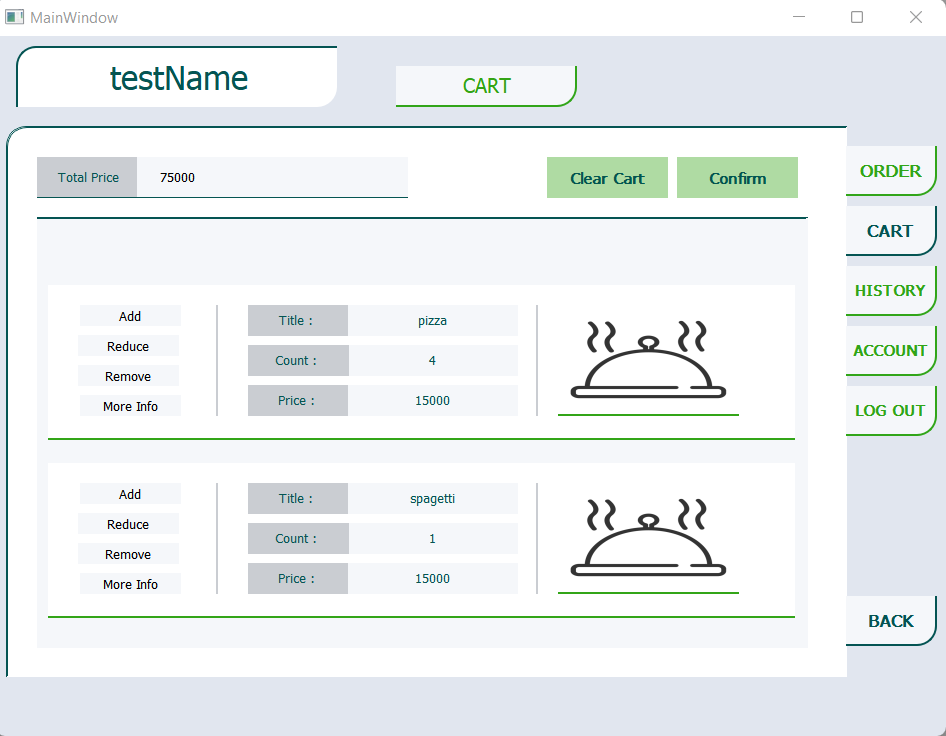 MainWindow
testName
CART
Total Price 75000
Clear Cart
Confirm
ORDER
CART
HISTORY
ACCOUNT
LOG OUT
BACK
Add
Reduce
Remove
More Info
Title : pizza
Count : 4
Price : 15000
Add
Reduce
Remove
More Info
Title : spagetti
Count : 1
Price : 15000